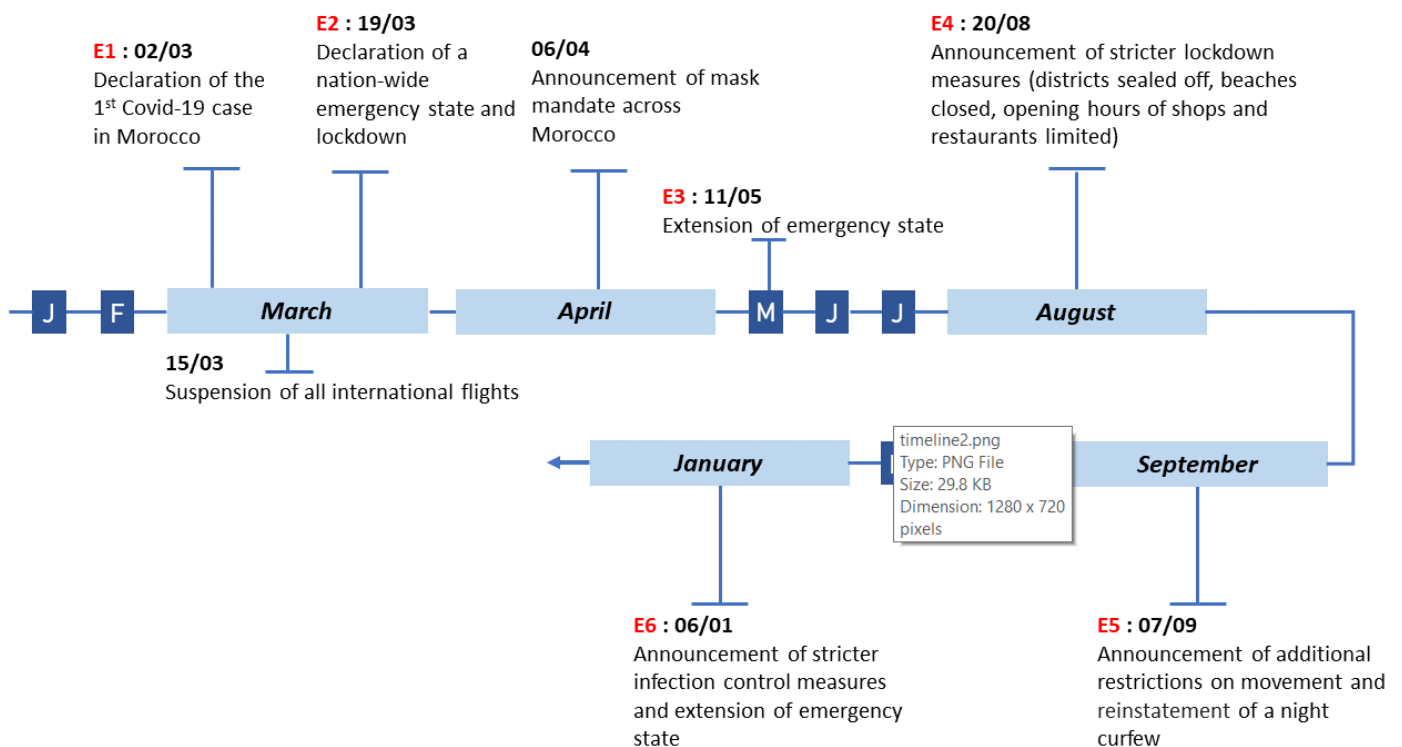 E1 : 02/03
Declaration of the
1st Covid-19 case
in Morocco
E2 : 19/03
Declaration of a
nation-wide
emergency state and
lockdown
06/04
Announcement of mask
mandate across
Morocco
E3 : 11/05
Extension of emergency state
E4 : 20/08
Announcement of stricter lockdown
measures (districts sealed off, beaches
closed, opening hours of shops and
restaurants limited)
J F March April M J J August
15/03
Suspension of all international flights
January
timeline2.png
Type: PNG File
Size: 29.8 KB
Dimension: 1280 x 720
pixels
September
E6 : 06/01
Announcement of stricter
infection control measures
and extension of emergency
state
E5 : 07/09
Announcement of additional
restrictions on movement and
reinstatement of a night
curfew